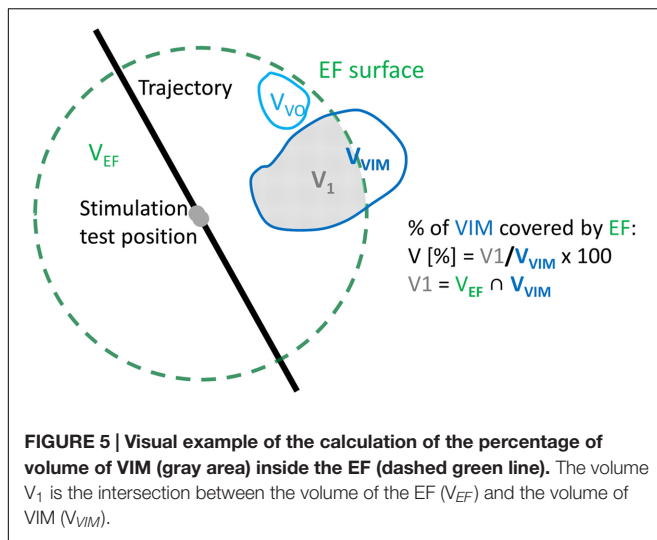 Trajectory
EF surface
V_VO
V_EF
V_VIM
V_1
Stimulation
test position
% of VIM covered by EF:
V [%] = V1/V_VIM x 100
V1 = V_EF ∩ V_VIM
FIGURE 5 | Visual example of the calculation of the percentage of
volume of VIM (gray area) inside the EF (dashed green line). The volume
V_1 is the intersection between the volume of the EF (V_EF) and the volume of
VIM (V_VIM).